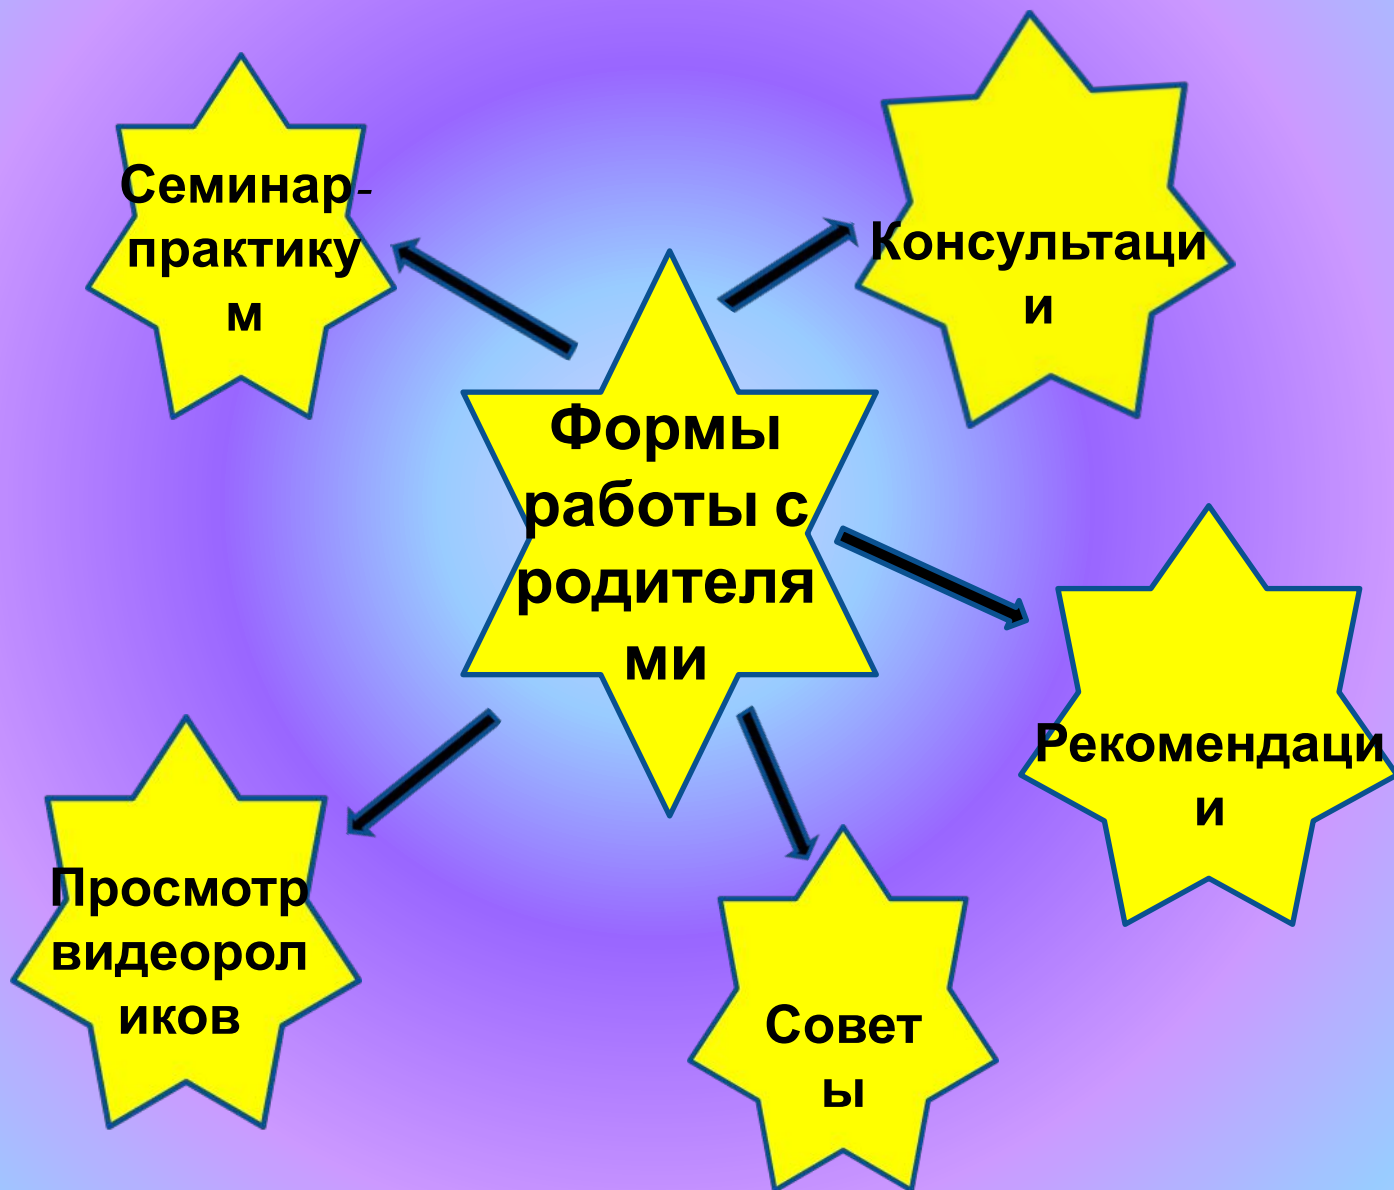 Семинар-
практику
м
Консультаци
и
Формы
работы с
родителя
ми
Рекомендаци
и
Просмотр
видеорол
иков
Совет
ы